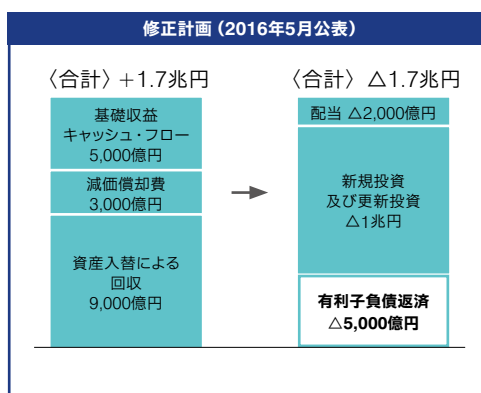 修正計画（2016年5月公表）
〈合計〉＋1.7兆円
基礎収益
キャッシュ・フロー
5,000億円
減価償却費
3,000億円
資産入替による
回収
9,000億円
〈合計〉△1.7兆円
配当 △2,000億円
新規投資
及び更新投資
△1兆円
有利子負債返済
△5,000億円